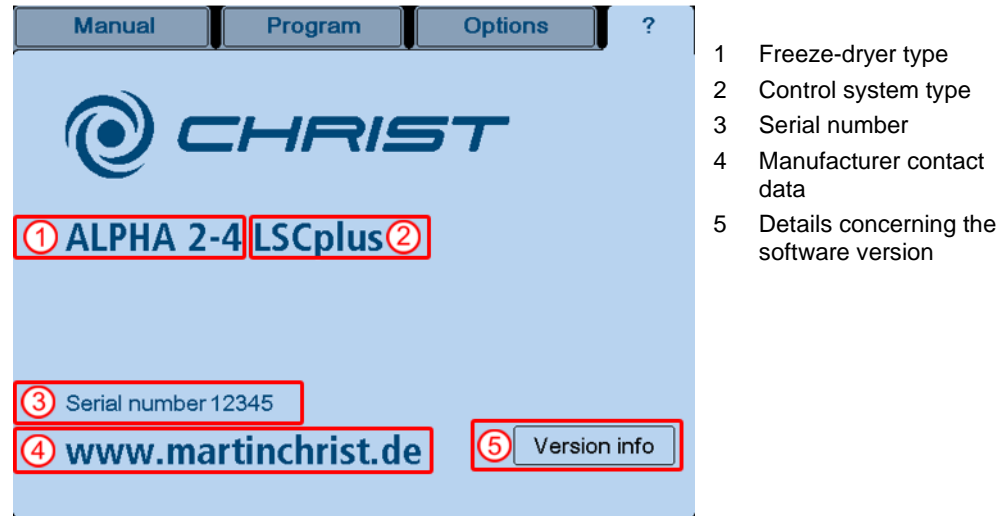 Manual Program Options ?
CHRIST
1 ALPHA 2-4 LSCplus 2
3 Serial number 12345
4 www.martinchrist.de
5 Version info
1 Freeze-dryer type
2 Control system type
3 Serial number
4 Manufacturer contact
data
5 Details concerning the
software version